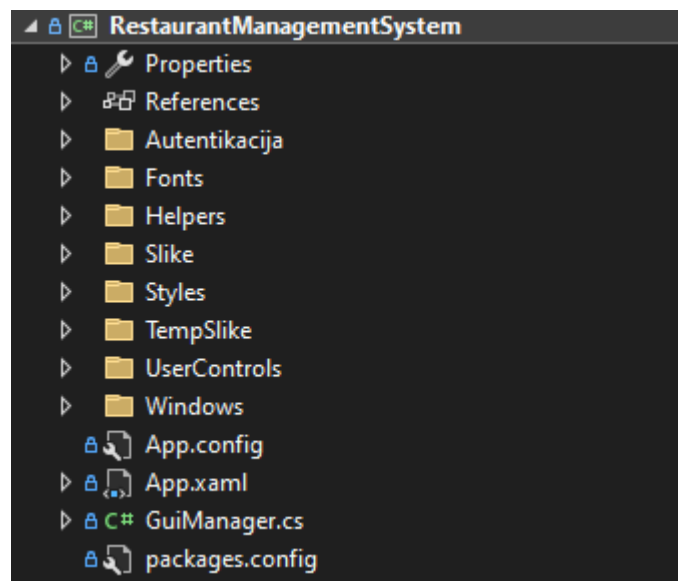 C# RestaurantManagementSystem
Properties
References
Autentikacija
Fonts
Helpers
Slike
Styles
TempSlike
UserControls
Windows
App.config
App.xaml
C# GuiManager.cs
packages.config